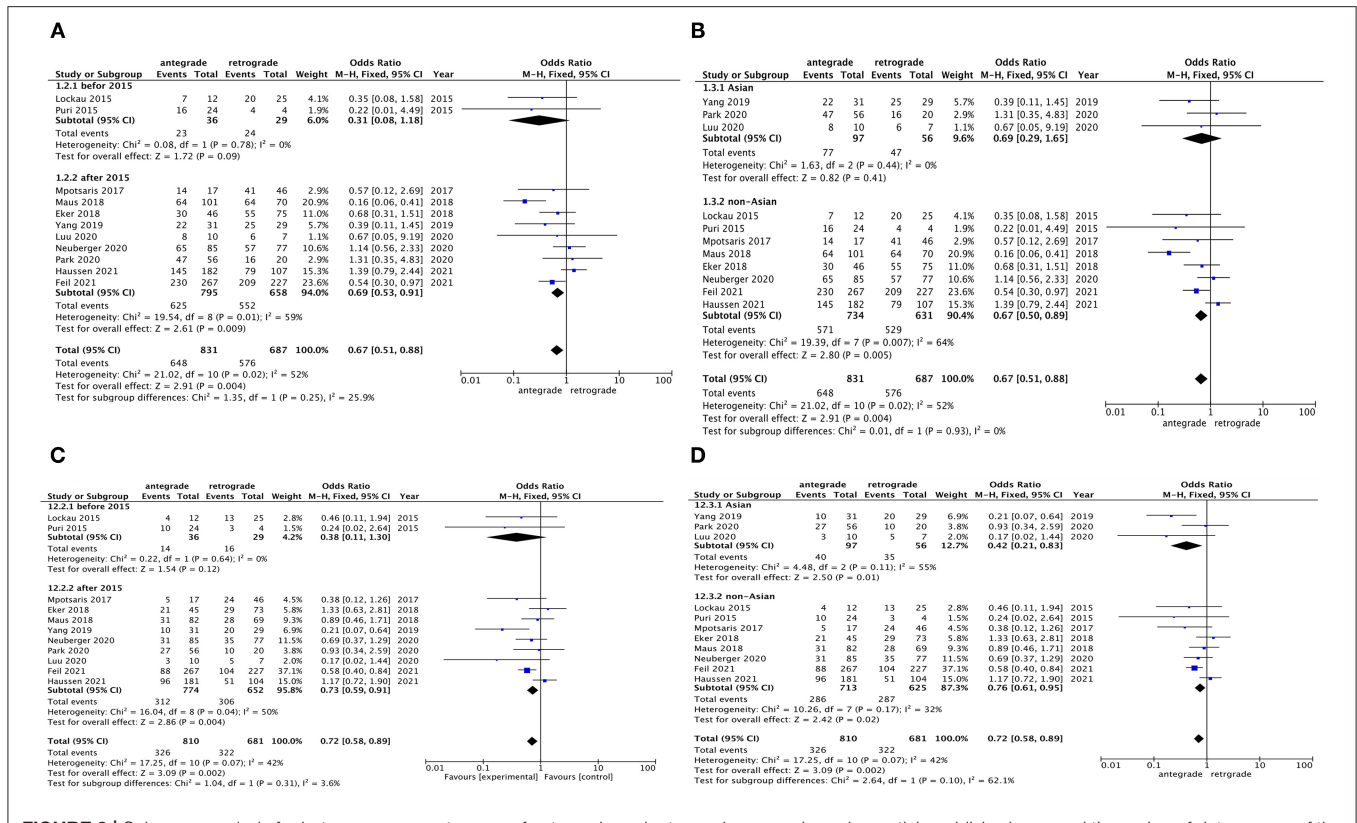 A
antegrade retrograde Odds Ratio Odds Ratio
Study or Subgroup Events Total Events Total Weight M-H, Fixed, 95% CI Year M-H, Fixed, 95% CI
1.2.1 befor 2015
Lockau 2015 7 12 20 25 4.1% 0.35 [0.08, 1.58] 2015
Puri 2015 16 24 4 4 1.9% 0.22 [0.01, 4.49] 2015
Subtotal (95% CI) 36 29 6.0% 0.31 [0.08, 1.18]
Total events 23 24
Heterogeneity: Chi² = 0.08, df = 1 (P = 0.78); I² = 0%
Test for overall effect: Z = 1.72 (P = 0.09)
1.2.2 after 2015
Mpotsaris 2017 14 17 41 46 2.9% 0.57 [0.12, 2.69] 2017
Maus 2018 64 101 64 70 20.9% 0.16 [0.06, 0.41] 2018
Eker 2018 30 46 55 75 11.0% 0.68 [0.31, 1.51] 2018
Yang 2019 22 31 25 29 5.7% 0.39 [0.11, 1.45] 2019
Luu 2020 8 10 6 7 1.1% 0.67 [0.05, 9.19] 2020
Neuberger 2020 65 85 57 77 10.0% 1.14 [0.56, 2.33] 2020
Park 2020 47 56 16 20 2.9% 1.31 [0.35, 4.83] 2020
Haussen 2021 145 182 79 107 15.3% 1.39 [0.79, 2.44] 2021
Feil 2021 230 267 209 227 23.6% 0.54 [0.30, 0.97] 2021
Subtotal (95% CI) 795 658 94.0% 0.69 [0.53, 0.91]
Total events 625 552
Heterogeneity: Chi² = 19.54, df = 8 (P = 0.01); I² = 59%
Test for overall effect: Z = 2.61 (P = 0.009)
Total (95% CI) 831 687 100.0% 0.67 [0.51, 0.88]
Total events 648 576
Heterogeneity: Chi² = 21.02, df = 10 (P = 0.02); I² = 52%
Test for overall effect: Z = 2.91 (P = 0.004)
Test for subgroup differences: Chi² = 1.35, df = 1 (P = 0.25), I² = 25.9%
0.01 0.1 1 10 100
antegrade retrograde
B
antegrade retrograde Odds Ratio Odds Ratio
Study or Subgroup Events Total Events Total Weight M-H, Fixed, 95% CI Year M-H, Fixed, 95% CI
1.3.1 Asian
Yang 2019 22 31 25 29 5.7% 0.39 [0.11, 1.45] 2019
Park 2020 47 56 16 20 2.9% 1.31 [0.35, 4.83] 2020
Luu 2020 8 10 6 7 1.1% 0.67 [0.05, 9.19] 2020
Subtotal (95% CI) 97 56 9.6% 0.69 [0.29, 1.65]
Total events 77 47
Heterogeneity: Chi² = 1.63, df = 2 (P = 0.44); I² = 0%
Test for overall effect: Z = 0.82 (P = 0.41)
1.3.2 non-Asian
Lockau 2015 7 12 20 25 4.1% 0.35 [0.08, 1.58] 2015
Puri 2015 16 24 4 4 1.9% 0.22 [0.01, 4.49] 2015
Mpotsaris 2017 14 17 41 46 2.9% 0.57 [0.12, 2.69] 2017
Maus 2018 64 101 64 70 20.9% 0.16 [0.06, 0.41] 2018
Eker 2018 30 46 55 75 11.0% 0.68 [0.31, 1.51] 2018
Neuberger 2020 65 85 57 77 10.0% 1.14 [0.56, 2.33] 2020
Feil 2021 230 267 209 227 23.6% 0.54 [0.30, 0.97] 2021
Haussen 2021 145 182 79 107 15.3% 1.39 [0.79, 2.44] 2021
Subtotal (95% CI) 734 631 90.4% 0.67 [0.50, 0.89]
Total events 571 529
Heterogeneity: Chi² = 19.39, df = 7 (P = 0.007); I² = 64%
Test for overall effect: Z = 2.80 (P = 0.005)
Total (95% CI) 831 687 100.0% 0.67 [0.51, 0.88]
Total events 648 576
Heterogeneity: Chi² = 21.02, df = 10 (P = 0.02); I² = 52%
Test for overall effect: Z = 2.91 (P = 0.004)
Test for subgroup differences: Chi² = 0.01, df = 1 (P = 0.93), I² = 0%
0.01 0.1 1 10 100
antegrade retrograde
C
antegrade retrograde Odds Ratio Odds Ratio
Study or Subgroup Events Total Events Total Weight M-H, Fixed, 95% CI Year M-H, Fixed, 95% CI
12.2.1 before 2015
Lockau 2015 4 12 13 25 2.8% 0.46 [0.11, 1.94] 2015
Puri 2015 10 24 3 4 1.4% 0.24 [0.02, 2.64] 2015
Subtotal (95% CI) 36 29 4.2% 0.38 [0.11, 1.30]
Total events 14 16
Heterogeneity: Chi² = 0.22, df = 1 (P = 0.64); I² = 0%
Test for overall effect: Z = 1.54 (P = 0.12)
12.2.2 after 2015
Mpotsaris 2017 5 17 24 46 4.5% 0.38 [0.12, 1.26] 2017
Eker 2018 21 45 29 73 5.8% 1.33 [0.63, 2.81] 2018
Maus 2018 31 82 28 69 9.3% 0.89 [0.46, 1.71] 2018
Yang 2019 10 31 20 29 6.9% 0.21 [0.07, 0.64] 2019
Neuberger 2020 31 85 35 77 11.5% 0.69 [0.37, 1.29] 2020
Park 2020 27 56 10 20 3.8% 0.93 [0.34, 2.59] 2020
Luu 2020 3 10 5 7 2.0% 0.17 [0.02, 1.44] 2020
Feil 2021 88 267 104 227 37.1% 0.58 [0.40, 0.84] 2021
Haussen 2021 96 181 51 104 15.0% 1.17 [0.72, 1.90] 2021
Subtotal (95% CI) 774 652 95.8% 0.73 [0.59, 0.91]
Total events 312 306
Heterogeneity: Chi² = 16.04, df = 8 (P = 0.04); I² = 50%
Test for overall effect: Z = 2.86 (P = 0.004)
Total (95% CI) 810 681 100.0% 0.72 [0.58, 0.89]
Total events 326 322
Heterogeneity: Chi² = 17.25, df = 10 (P = 0.07); I² = 42%
Test for overall effect: Z = 3.09 (P = 0.002)
Test for subgroup differences: Chi² = 1.04, df = 1 (P = 0.31), I² = 3.6%
0.01 0.1 1 10 100
Favours [experimental] Favours [control]
D
antegrade retrograde Odds Ratio Odds Ratio
Study or Subgroup Events Total Events Total Weight M-H, Fixed, 95% CI Year M-H, Fixed, 95% CI
12.3.1 Asian
Yang 2019 10 31 20 29 6.9% 0.21 [0.07, 0.64] 2019
Park 2020 27 56 10 20 3.8% 0.93 [0.34, 2.59] 2020
Luu 2020 3 10 5 7 2.0% 0.17 [0.02, 1.44] 2020
Subtotal (95% CI) 97 56 12.7% 0.42 [0.21, 0.83]
Total events 40 35
Heterogeneity: Chi² = 4.48, df = 2 (P = 0.11); I² = 55%
Test for overall effect: Z = 2.50 (P = 0.01)
12.3.2 non-Asian
Lockau 2015 4 12 13 25 2.8% 0.46 [0.11, 1.94] 2015
Puri 2015 10 24 3 4 1.4% 0.24 [0.02, 2.64] 2015
Mpotsaris 2017 5 17 24 46 4.5% 0.38 [0.12, 1.26] 2017
Eker 2018 21 45 29 73 5.8% 1.33 [0.63, 2.81] 2018
Maus 2018 31 82 28 69 9.3% 0.89 [0.46, 1.71] 2018
Neuberger 2020 31 85 35 77 11.5% 0.69 [0.37, 1.29] 2020
Feil 2021 88 267 104 227 37.1% 0.58 [0.40, 0.84] 2021
Haussen 2021 96 181 51 104 15.0% 1.17 [0.72, 1.90] 2021
Subtotal (95% CI) 713 625 87.3% 0.76 [0.61, 0.95]
Total events 286 287
Heterogeneity: Chi² = 10.26, df = 7 (P = 0.17); I² = 32%
Test for overall effect: Z = 2.42 (P = 0.02)
Total (95% CI) 810 681 100.0% 0.72 [0.58, 0.89]
Total events 326 322
Heterogeneity: Chi² = 17.25, df = 10 (P = 0.07); I² = 42%
Test for overall effect: Z = 3.09 (P = 0.002)
Test for subgroup differences: Chi² = 2.64, df = 1 (P = 0.10), I² = 62.1%
0.01 0.1 1 10 100
antegrade retrgrade